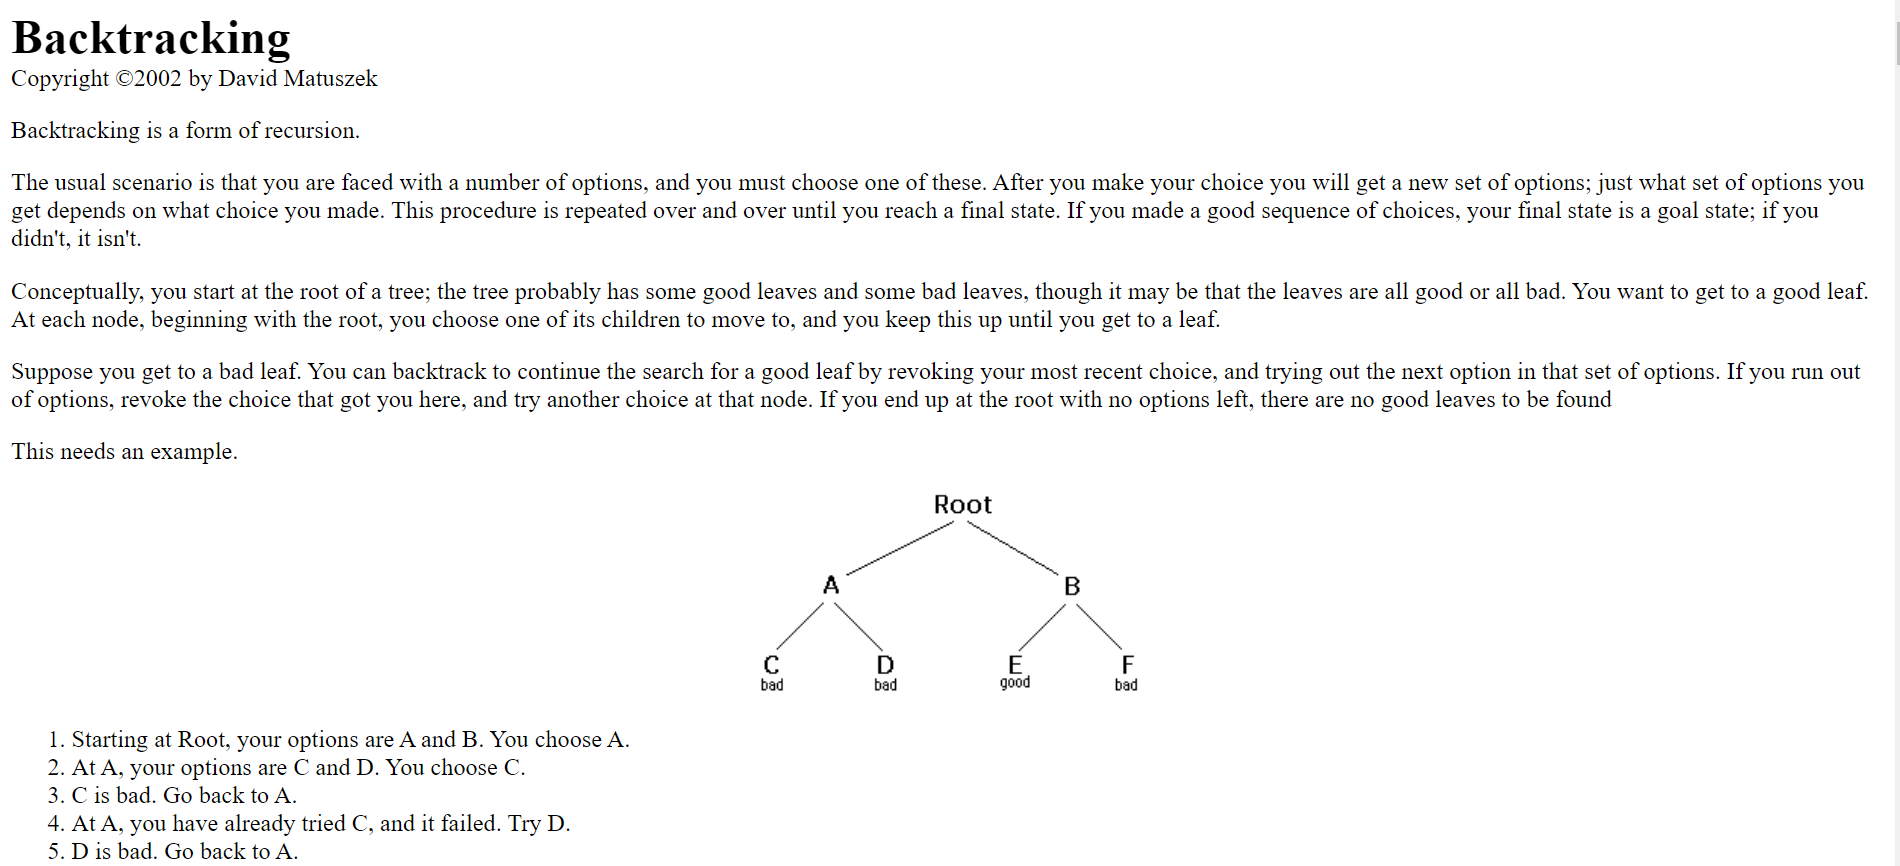 Backtracking
Copyright ©2002 by David Matuszek
Backtracking is a form of recursion.
The usual scenario is that you are faced with a number of options, and you must choose one of these. After you make your choice you will get a new set of options; just what set of options you
get depends on what choice you made. This procedure is repeated over and over until you reach a final state. If you made a good sequence of choices, your final state is a goal state; if you
didn't, it isn't.
Conceptually, you start at the root of a tree; the tree probably has some good leaves and some bad leaves, though it may be that the leaves are all good or all bad. You want to get to a good leaf.
At each node, beginning with the root, you choose one of its children to move to, and you keep this up until you get to a leaf.
Suppose you get to a bad leaf. You can backtrack to continue the search for a good leaf by revoking your most recent choice, and trying out the next option in that set of options. If you run out
of options, revoke the choice that got you here, and try another choice at that node. If you end up at the root with no options left, there are no good leaves to be found
This needs an example.
Root
A B
C D E F
bad bad good bad
1. Starting at Root, your options are A and B. You choose A.
2. At A, your options are C and D. You choose C.
3. C is bad. Go back to A.
4. At A, you have already tried C, and it failed. Try D.
5. D is bad. Go back to A.